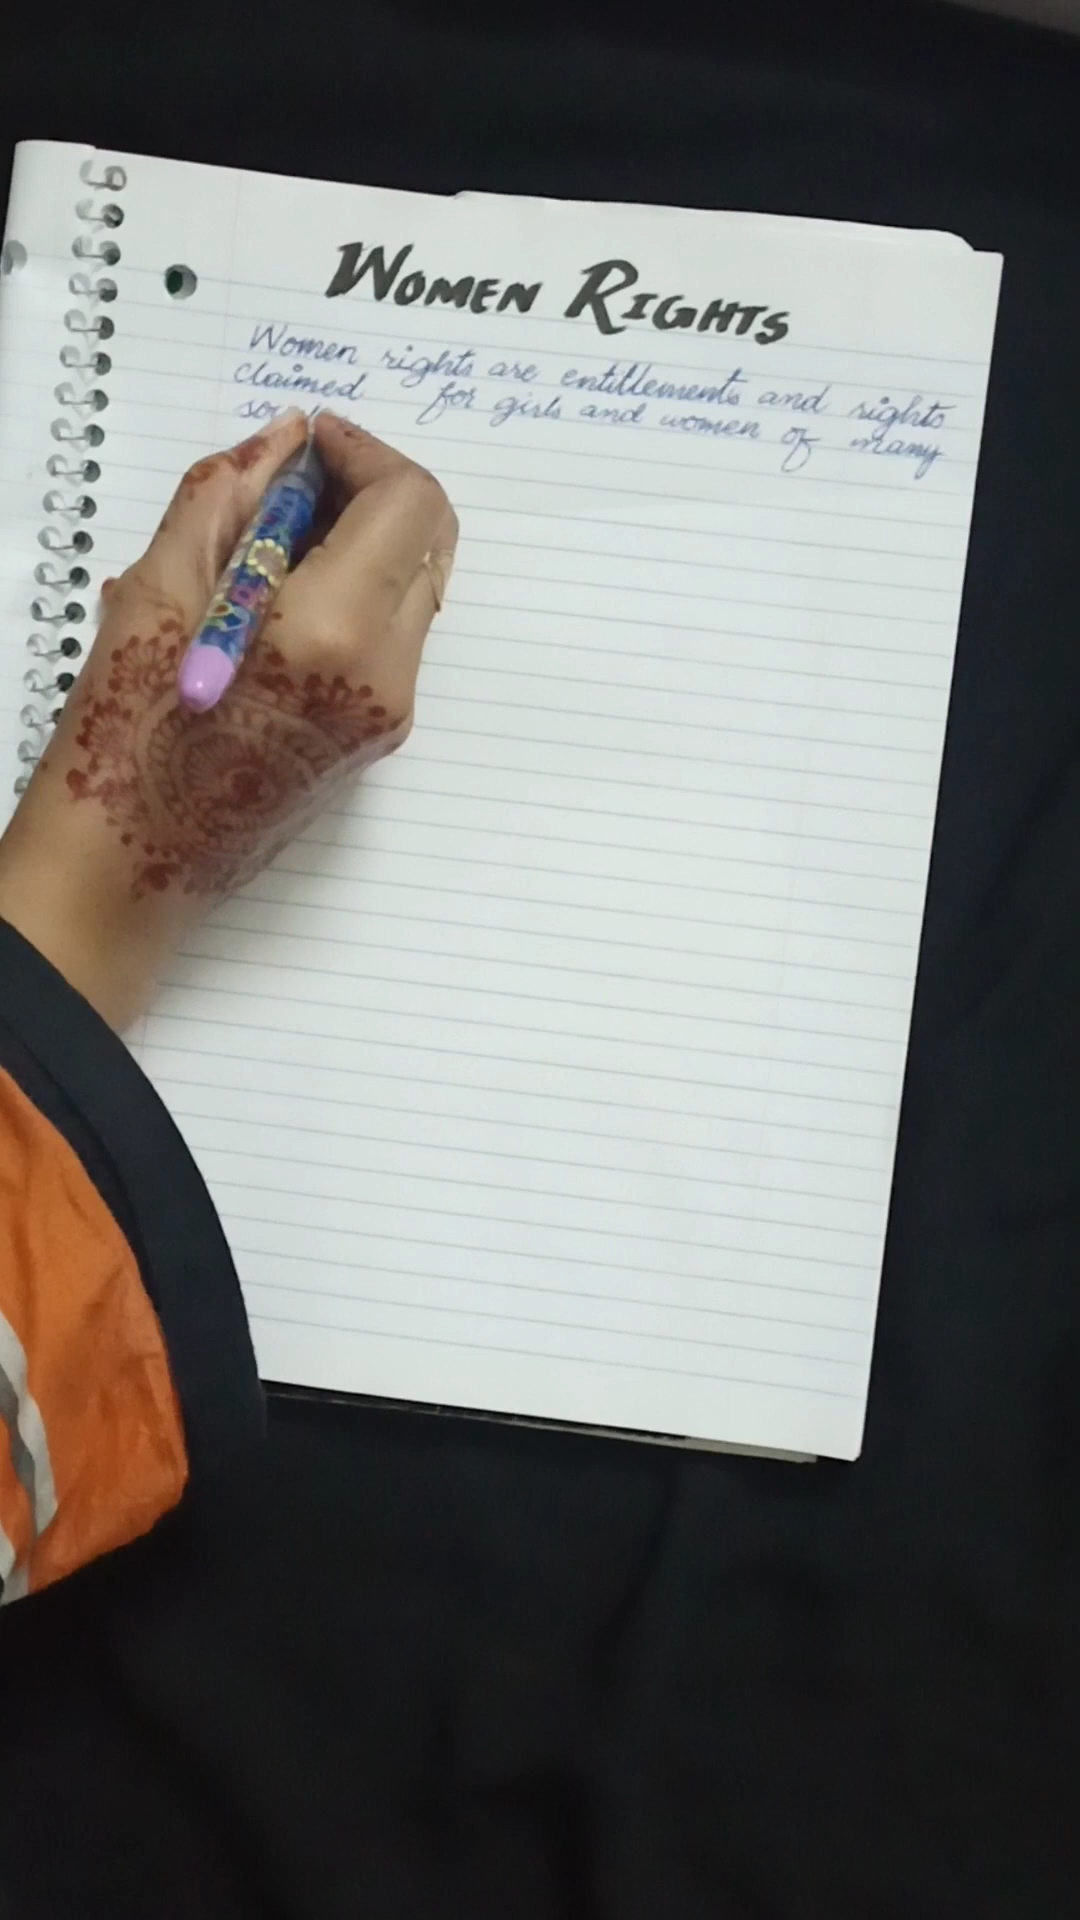 WOMEN RIGHTS
Women rights are entitlements and rights
claimed for girls and women of many